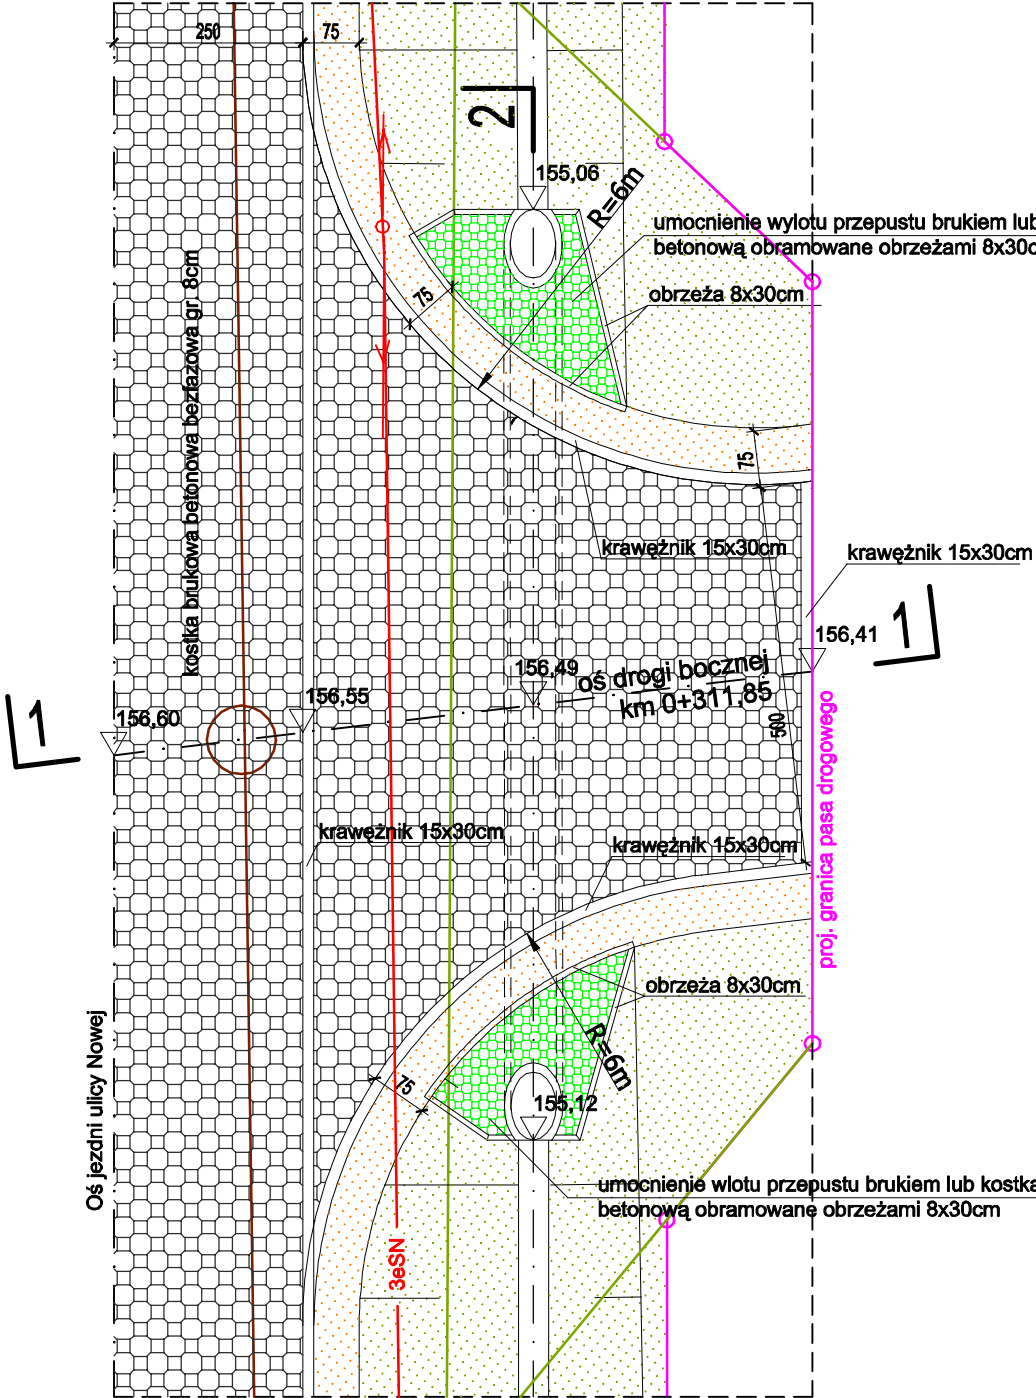 250
75
2
155,06
R=6m
umocnienie wylotu przepustu brukiem lub
betonową obramowane obrzeżami 8x30c
obrzeża 8x30cm
75
kostka brukowa betonowa bezfazowa gr. 8cm
75
krawężnik 15x30cm
krawężnik 15x30cm
156,41
1
156,49
oś drogi bocznej
km 0+311,85
156,55
156,60
1
500
proj. granica pasa drogowego
krawężnik 15x30cm
krawężnik 15x30cm
obrzeża 8x30cm
R=6m
75
155,12
Oś jezdni ulicy Nowej
umocnienie wlotu przepustu brukiem lub kostką
betonową obramowane obrzeżami 8x30cm
3eSN